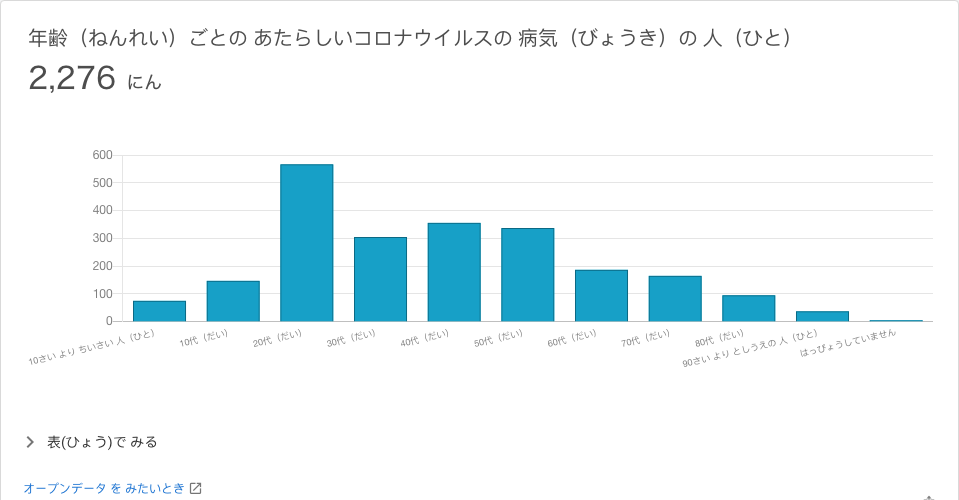 年齢（ねんれい）ごとの あたらしいコロナウイルスの 病気（びょうき）の 人（ひと）
2,276 にん
600
500
400
300
200
100
0
10さい より ちいさい 人（ひと）
10代（だい）
20代（だい）
30代（だい）
40代（だい）
50代（だい）
60代（だい）
70代（だい）
80代（だい）
90さい より としうえの 人（ひと）
はっぴょうしていません
表(ひょう)で みる
オープンデータ を みたいとき